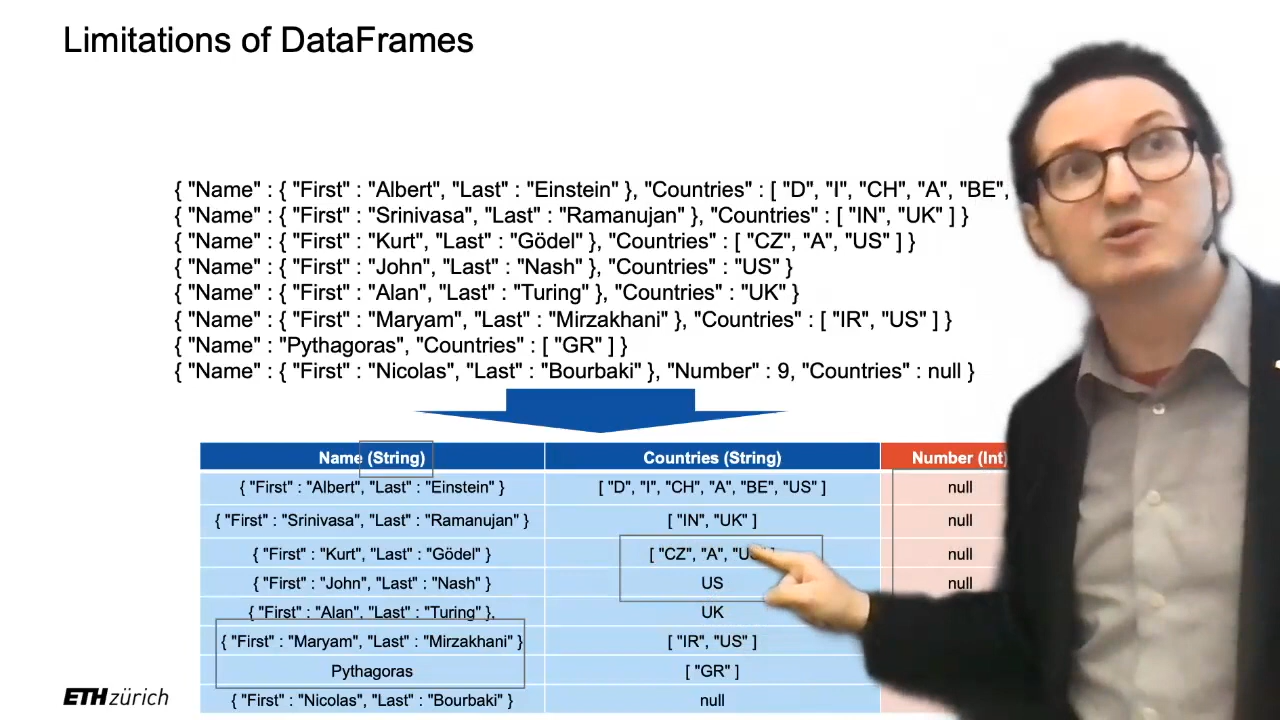 Limitations of DataFrames
{ "Name" : { "First" : "Albert", "Last" : "Einstein" }, "Countries" : [ "D", "I", "CH", "A", "BE",
{ "Name" : { "First" : "Srinivasa", "Last" : "Ramanujan" }, "Countries" : [ "IN", "UK" ] }
{ "Name" : { "First" : "Kurt", "Last" : "Gödel" }, "Countries" : [ "CZ", "A", "US" ] }
{ "Name" : { "First" : "John", "Last" : "Nash" }, "Countries" : "US" }
{ "Name" : { "First" : "Alan", "Last" : "Turing" }, "Countries" : "UK" }
{ "Name" : { "First" : "Maryam", "Last" : "Mirzakhani" }, "Countries" : [ "IR", "US" ] }
{ "Name" : "Pythagoras", "Countries" : [ "GR" ] }
{ "Name" : { "First" : "Nicolas", "Last" : "Bourbaki" }, "Number" : 9, "Countries" : null }
Name (String) Countries (String) Number (Int)
{ "First" : "Albert", "Last" : "Einstein" } [ "D", "I", "CH", "A", "BE", "US" ] null
{ "First" : "Srinivasa", "Last" : "Ramanujan" } [ "IN", "UK" ] null
{ "First" : "Kurt", "Last" : "Gödel" } [ "CZ", "A", null
{ "First" : "John", "Last" : "Nash" } US null
{ "First" : "Alan", "Last" : "Turing" }, UK
{ "First" : "Maryam", "Last" : "Mirzakhani" } [ "IR", "US" ]
Pythagoras [ "GR" ]
{ "First" : "Nicolas", "Last" : "Bourbaki" } null
ETH zürich